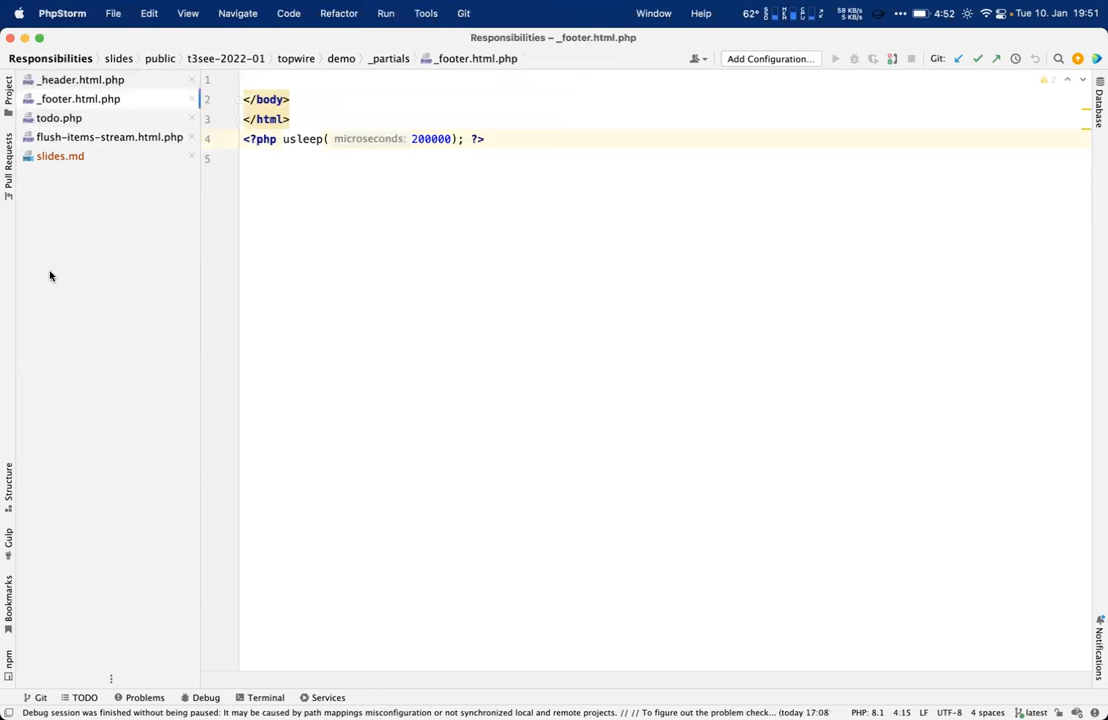 PhpStorm File Edit View Navigate Code Refactor Run Tools Git Window Help 62° 58 KB/s 5 KB/s 4:52 Tue 10. Jan 19:51
Responsibilities – _footer.html.php
Responsibilities slides public t3see-2022-01 topwire demo _partials _footer.html.php Add Configuration... Git:
Project
Pull Requests
Structure
Gulp
Bookmarks
npm
_header.html.php
_footer.html.php
todo.php
flush-items-stream.html.php
slides.md
1
2 </body>
3 </html>
4 <?php usleep( microseconds: 200000); ?>
5
2
Database
Notifications
Git TODO Problems Debug Terminal Services
Debug session was finished without being paused: It may be caused by path mappings misconfiguration or not synchronized local and remote projects. // // To figure out the problem check... (today 17:08) PHP: 8.1 4:15 LF UTF-8 4 spaces latest